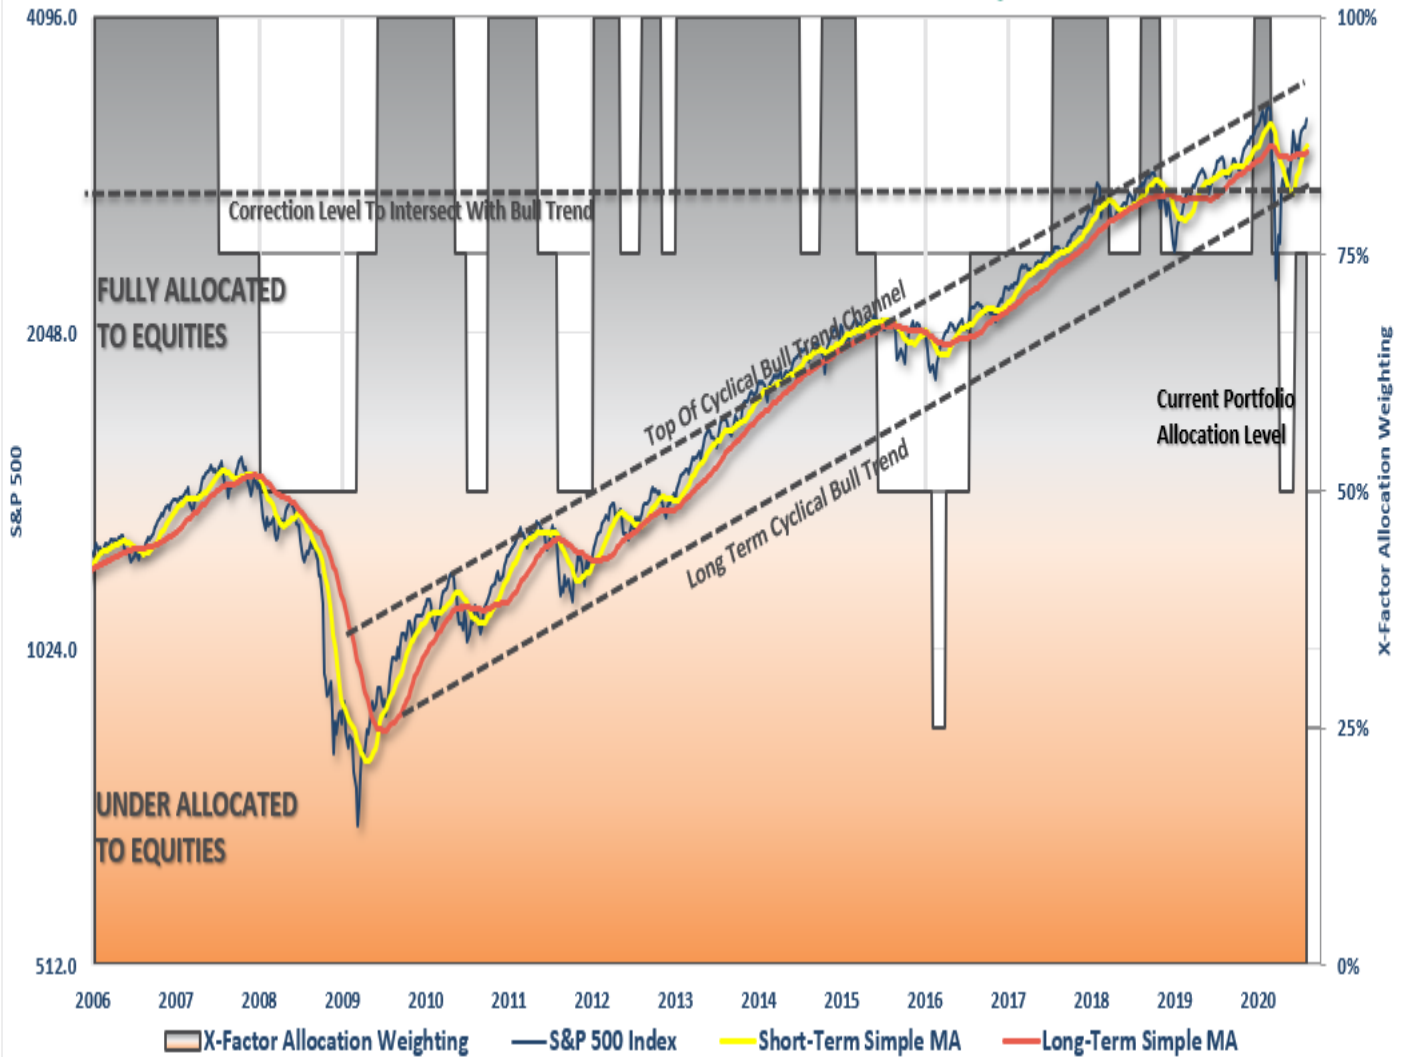 4096.0
100%
Correction Level To Intersect With Bull Trend
FULLY ALLOCATED
TO EQUITIES
75%
2048.0
Top Of Cyclical Bull Trend Channel
Current Portfolio
Allocation Level
Long Term Cyclical Bull Trend
50%
S&P 500
X-Factor Allocation Weighting
1024.0
25%
UNDER ALLOCATED
TO EQUITIES
512.0
0%
2006 2007 2008 2009 2010 2011 2012 2013 2014 2015 2016 2017 2018 2019 2020
X-Factor Allocation Weighting S&P 500 Index Short-Term Simple MA Long-Term Simple MA